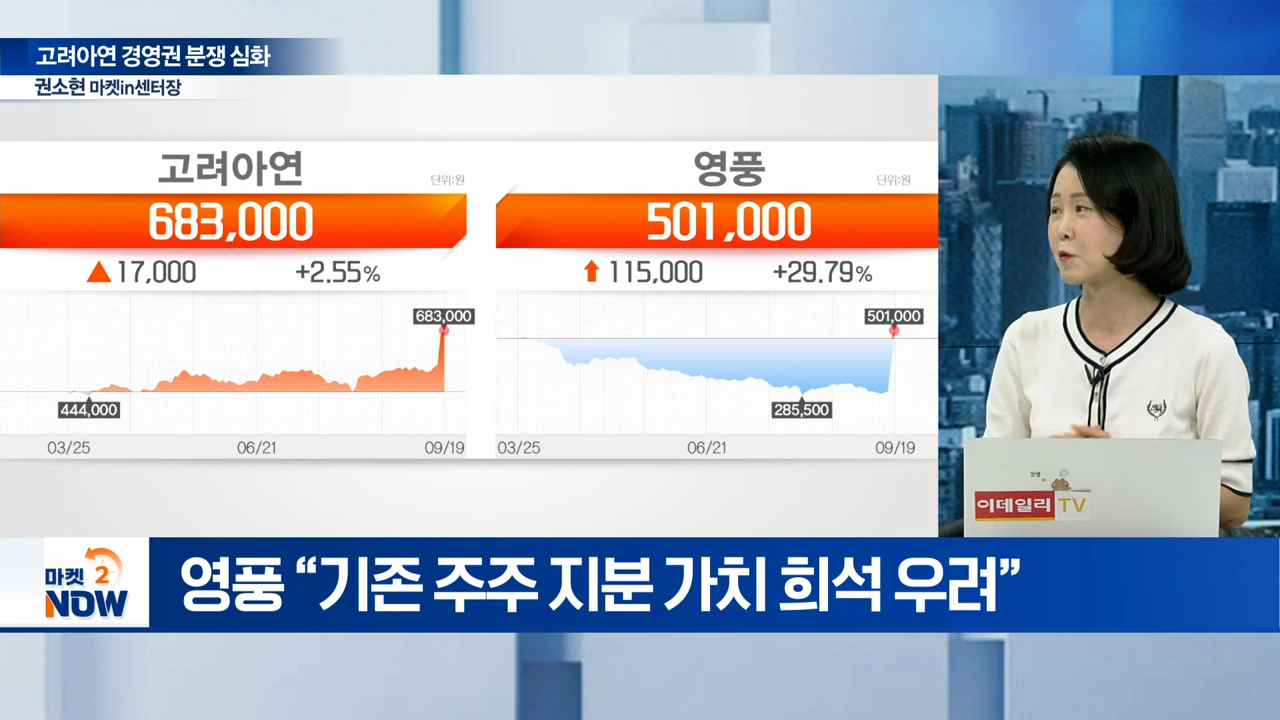 고려아연 경영권 분쟁 심화
권소현 마켓in센터장
고려아연
단위:원
683,000
▲17,000 +2.55%
683,000
444,000
03/25 06/21 09/19
영풍
단위:원
501,000
⬆115,000 +29.79%
501,000
285,500
03/25 06/21 09/19
이데일리TV
마켓2
NOW
영풍 “기존 주주 지분 가치 희석 우려”